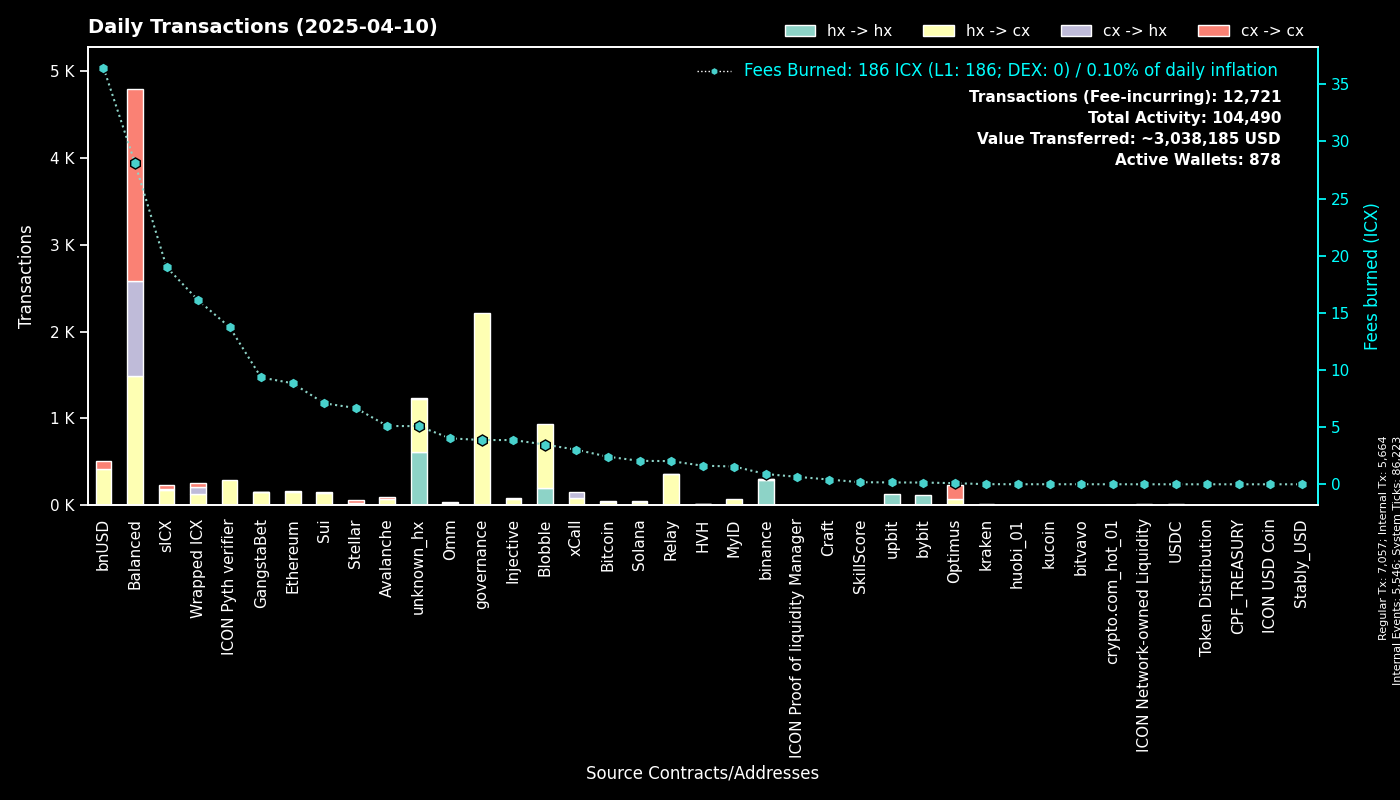 Daily Transactions (2025-04-10)
hx -> hx
hx -> cx
cx -> hx
cx -> cx
Fees Burned: 186 ICX (L1: 186; DEX: 0) / 0.10% of daily inflation
Transactions (Fee-incurring): 12,721
Total Activity: 104,490
Value Transferred: ~3,038,185 USD
Active Wallets: 878
Transactions
5 K
4 K
3 K
2 K
1 K
0 K
35
30
25
20
15
10
5
0
Fees burned (ICX)
bnUSD
Balanced
sICX
Wrapped ICX
ICON Pyth verifier
GangstaBet
Ethereum
Sui
Stellar
Avalanche
unknown_hx
Omm
governance
Injective
Blobble
xCall
Bitcoin
Solana
Relay
HVH
MyID
binance
ICON Proof of liquidity Manager
Craft
SkillScore
upbit
bybit
Optimus
kraken
huobi_01
kucoin
bitvavo
crypto.com_hot_01
ICON Network-owned Liquidity
USDC
Token Distribution
CPF_TREASURY
ICON USD Coin
Stably_USD
Source Contracts/Addresses
Regular Tx: 7,057; Internal Tx: 5,664
Internal Events: 5,546; System Ticks: 86,223